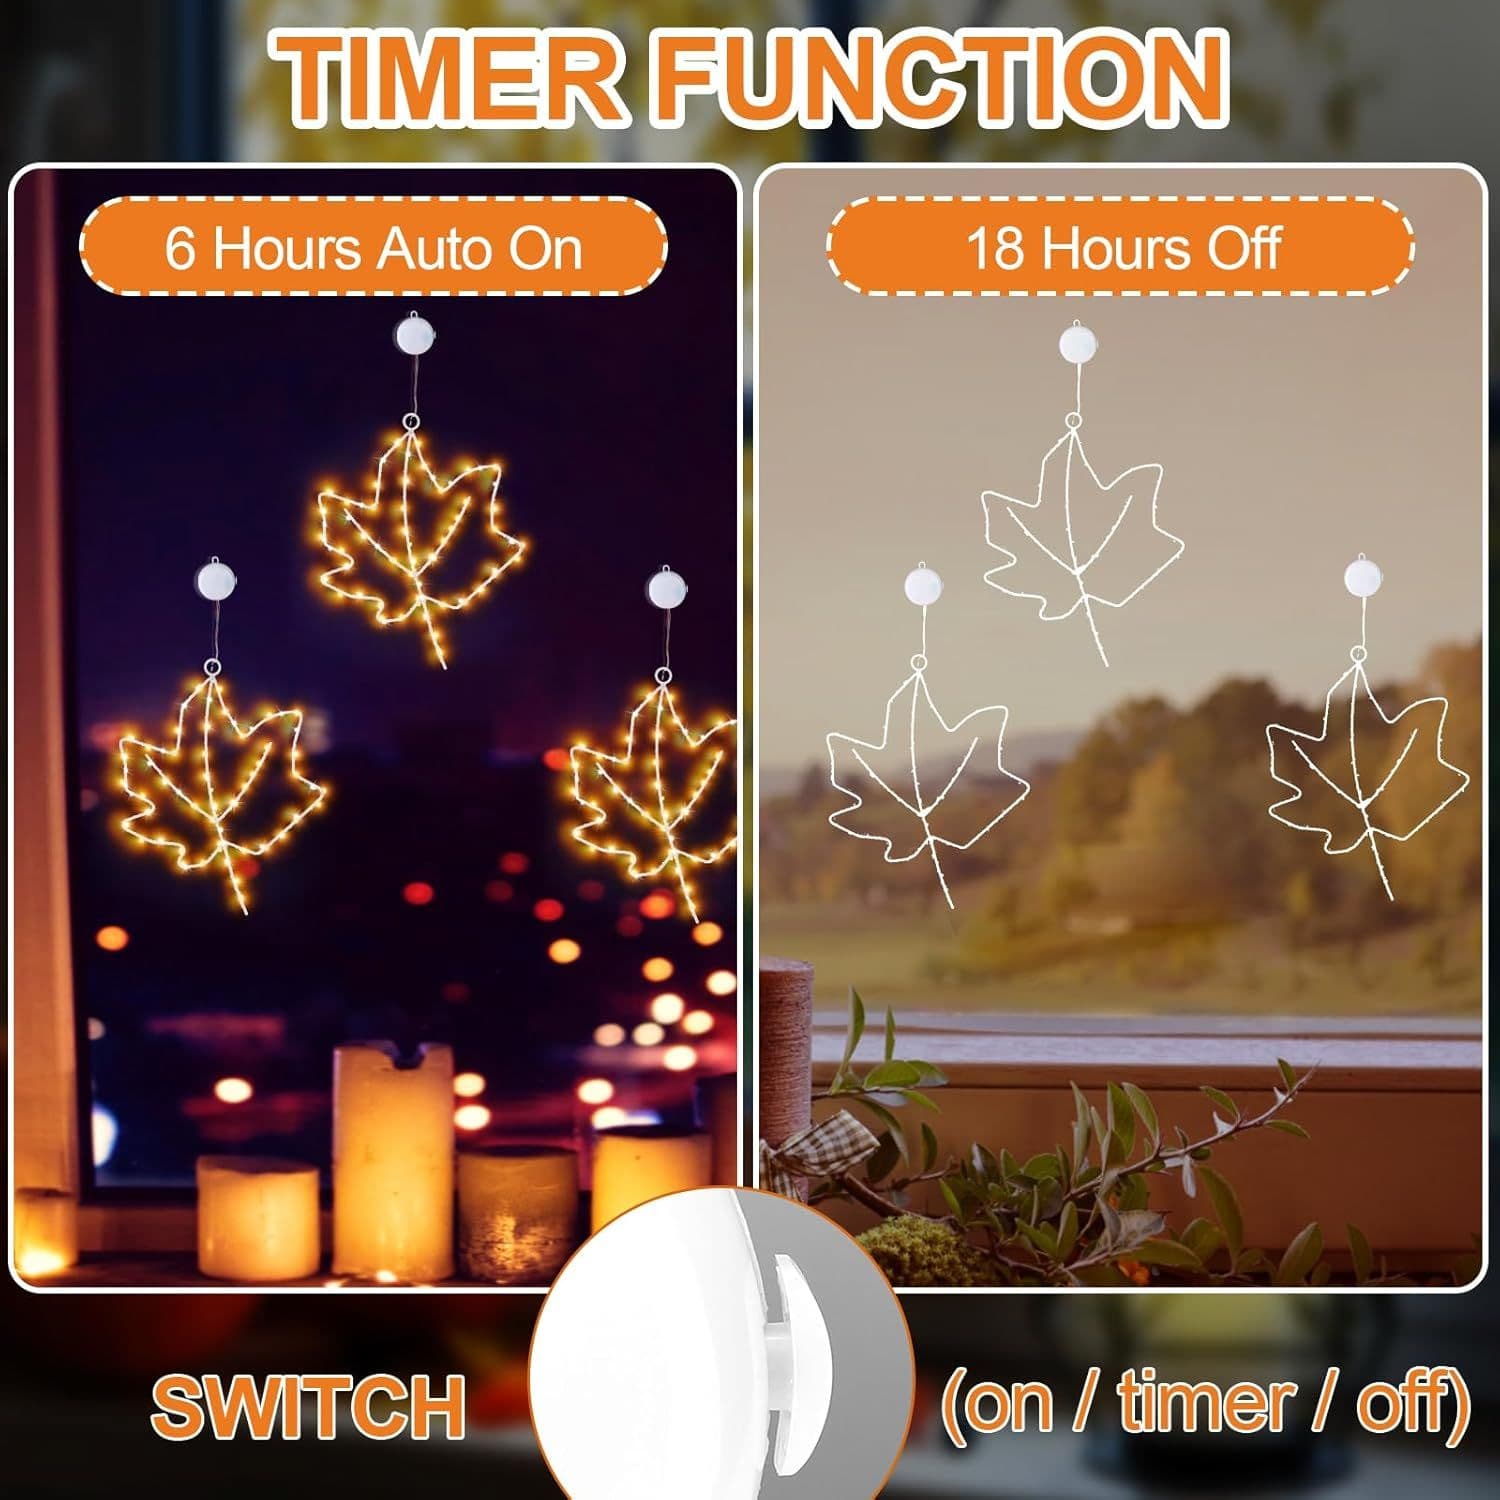 TIMER FUNCTION
6 Hours Auto On
18 Hours Off
SWITCH
(on / timer / off)